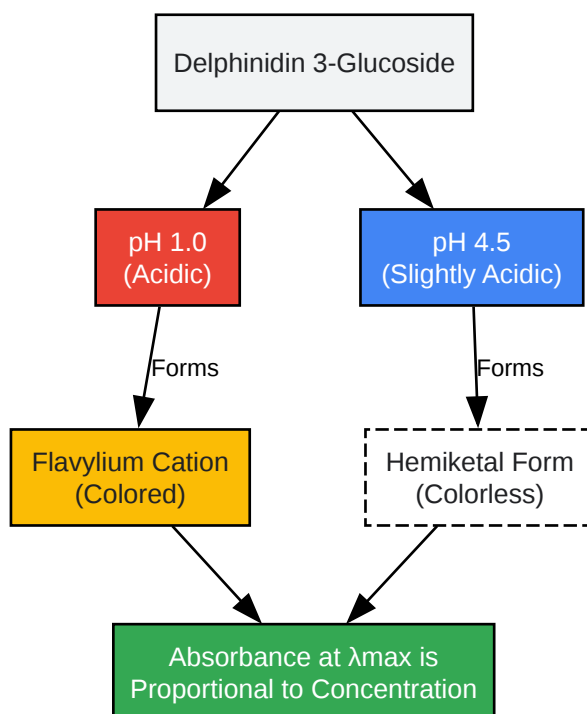 Delphinidin 3-Glucoside
pH 1.0
(Acidic)
pH 4.5
(Slightly Acidic)
Forms
Forms
Flavylium Cation
(Colored)
Hemiketal Form
(Colorless)
Absorbance at λmax is
Proportional to Concentration